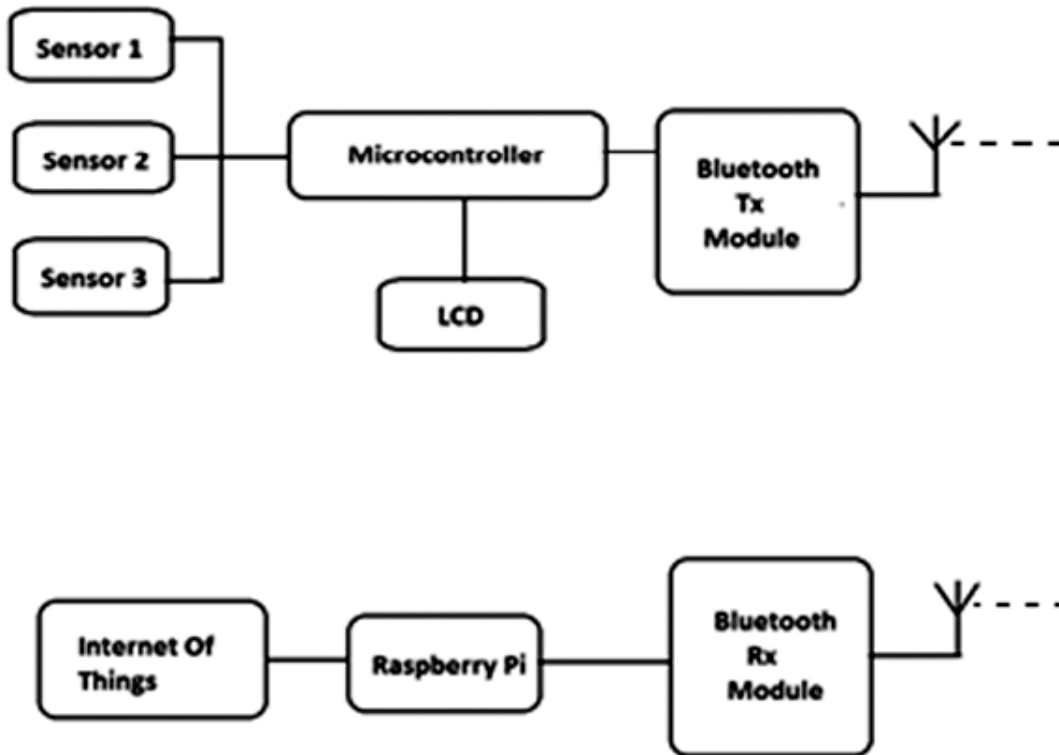 Sensor 1
Sensor 2
Sensor 3
Microcontroller
LCD
Bluetooth
Tx
Module
Internet Of
Things
Raspberry Pi
Bluetooth
Rx
Module